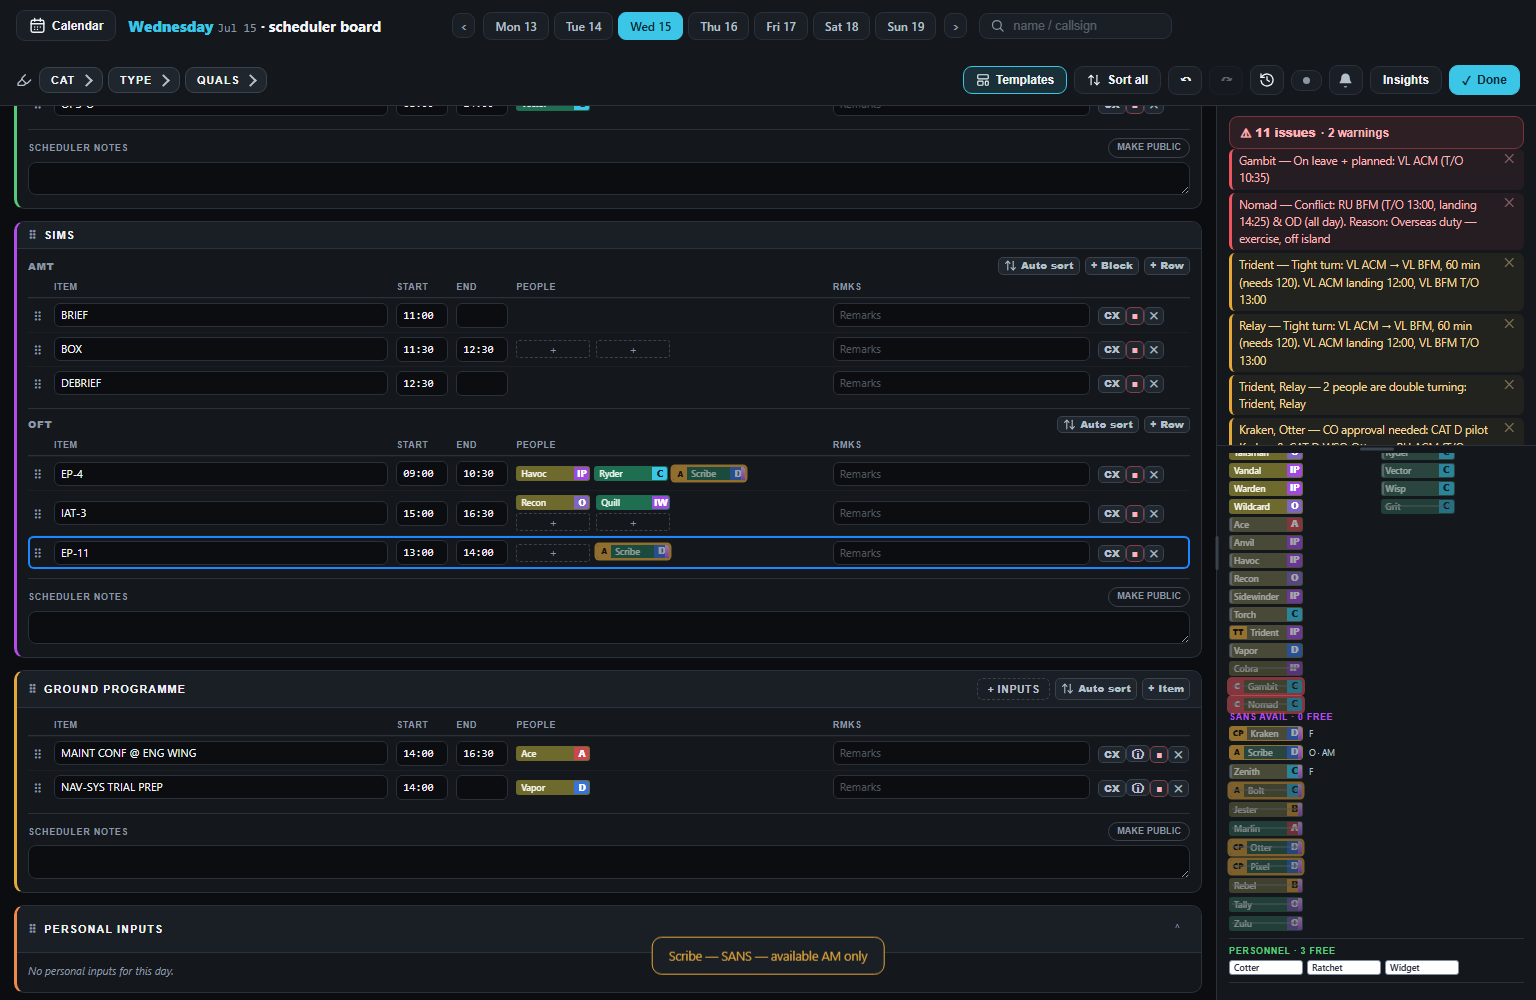 Calendar
Wednesday Jul 15 · scheduler board
‹ Mon 13 Tue 14 Wed 15 Thu 16 Fri 17 Sat 18 Sun 19 ›
name / callsign
CAT TYPE QUALS
Templates Sort all Insights ✓ Done
Remarks
SCHEDULER NOTES MAKE PUBLIC
SIMS
AMT Auto sort + Block + Row
ITEM START END PEOPLE RMKS
BRIEF 11:00 Remarks CX
BOX 11:30 12:30 + + Remarks CX
DEBRIEF 12:30 Remarks CX
OFT Auto sort + Row
ITEM START END PEOPLE RMKS
EP-4 09:00 10:30 Havoc IP Ryder C A Scribe D Remarks CX
IAT-3 15:00 16:30 Recon O Quill IW + + Remarks CX
EP-11 13:00 14:00 + A Scribe D Remarks CX
SCHEDULER NOTES MAKE PUBLIC
GROUND PROGRAMME + INPUTS Auto sort + Item
ITEM START END PEOPLE RMKS
MAINT CONF @ ENG WING 14:00 16:30 Ace A Remarks CX
NAV-SYS TRIAL PREP 14:00 Vapor D Remarks CX
SCHEDULER NOTES MAKE PUBLIC
PERSONAL INPUTS
No personal inputs for this day.
Scribe — SANS — available AM only
⚠ 11 issues · 2 warnings
Gambit — On leave + planned: VL ACM (T/O
10:35)
Nomad — Conflict: RU BFM (T/O 13:00, landing
14:25) & OD (all day). Reason: Overseas duty —
exercise, off island
Trident — Tight turn: VL ACM → VL BFM, 60 min
(needs 120). VL ACM landing 12:00, VL BFM T/O
13:00
Relay — Tight turn: VL ACM → VL BFM, 60 min
(needs 120). VL ACM landing 12:00, VL BFM T/O
13:00
Trident, Relay — 2 people are double turning:
Trident, Relay
Kraken, Otter — CO approval needed: CAT D pilot
Talisman Ryder C
Vandal IP Vector C
Warden IP Wisp C
Wildcard O Grit C
Ace A
Anvil IP
Havoc IP
Recon O
Sidewinder IP
Torch C
TT Trident IP
Vapor D
Cobra IP
C Gambit C
C Nomad C
SANS AVAIL · 0 FREE
CP Kraken D F
A Scribe D O · AM
Zenith C F
A Bolt C
Jester B
Marlin A
CP Otter D
CP Pixel D
Rebel B
Tally O
Zulu O
PERSONNEL · 3 FREE
Cotter Ratchet Widget